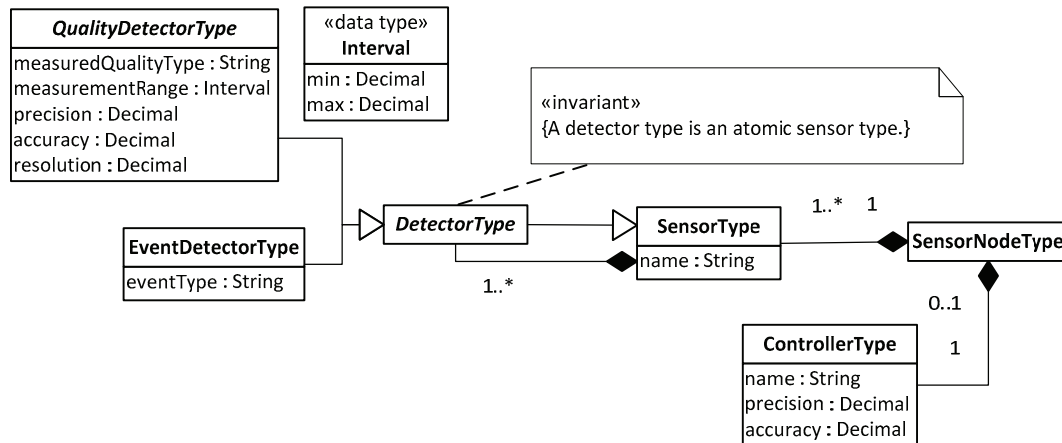 QualityDetectorType
measuredQualityType : String
measurementRange : Interval
precision : Decimal
accuracy : Decimal
resolution : Decimal
«data type»
Interval
min : Decimal
max : Decimal
«invariant»
{A detector type is an atomic sensor type.}
EventDetectorType
eventType : String
DetectorType
1..*
SensorType
name : String
1..*
1
SensorNodeType
0..1
1
ControllerType
name : String
precision : Decimal
accuracy : Decimal